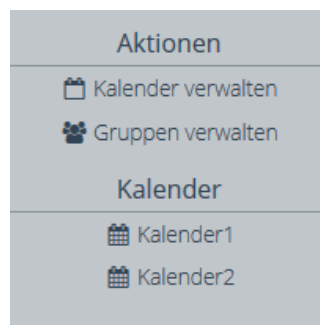 Aktionen
Kalender verwalten
Gruppen verwalten
Kalender
Kalender1
Kalender2